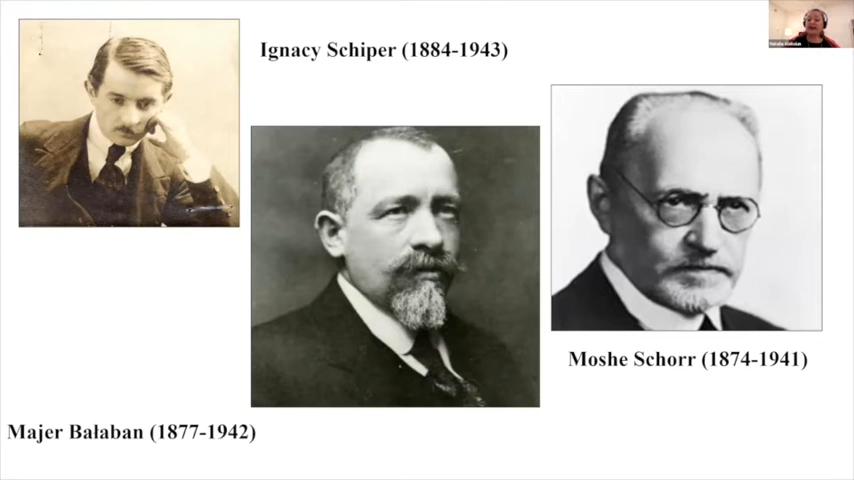 Ignacy Schiper (1884-1943)
Moshe Schorr (1874-1941)
Majer Bałaban (1877-1942)